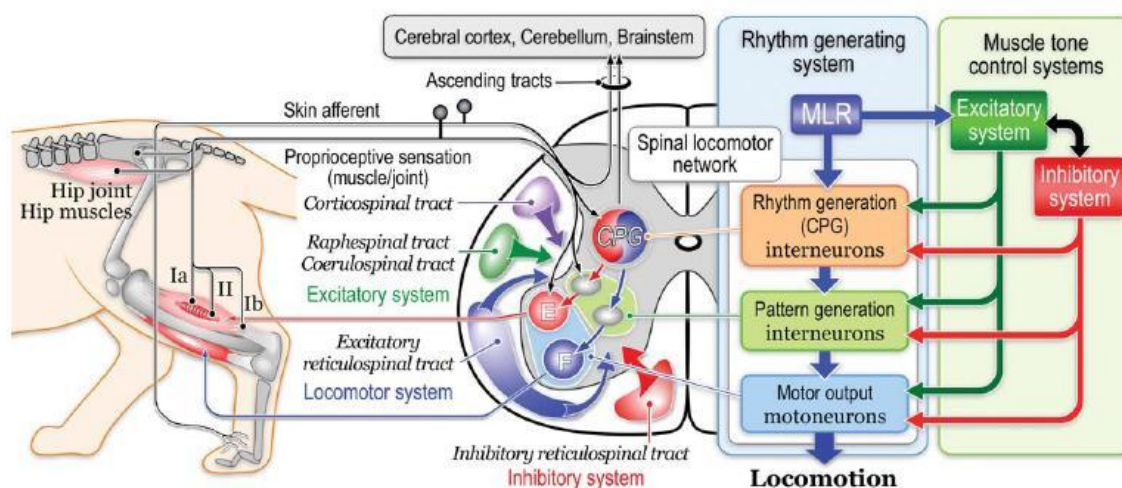 Cerebral cortex, Cerebellum, Brainstem
Ascending tracts
Skin afferent
Proprioceptive sensation
(muscle/joint)
Corticospinal tract
Raphespinal tract
Coerulospinal tract
Excitatory system
Hip joint
Hip muscles
Ia
II
Ib
Excitatory
reticulospinal tract
Locomotor system
Inhibitory reticulospinal tract
Inhibitory system
CPG
E
F
Spinal locomotor
network
Rhythm generating
system
MLR
Rhythm generation
(CPG)
interneurons
Pattern generation
interneurons
Motor output
motoneurons
Locomotion
Muscle tone
control systems
Excitatory
system
Inhibitory
system